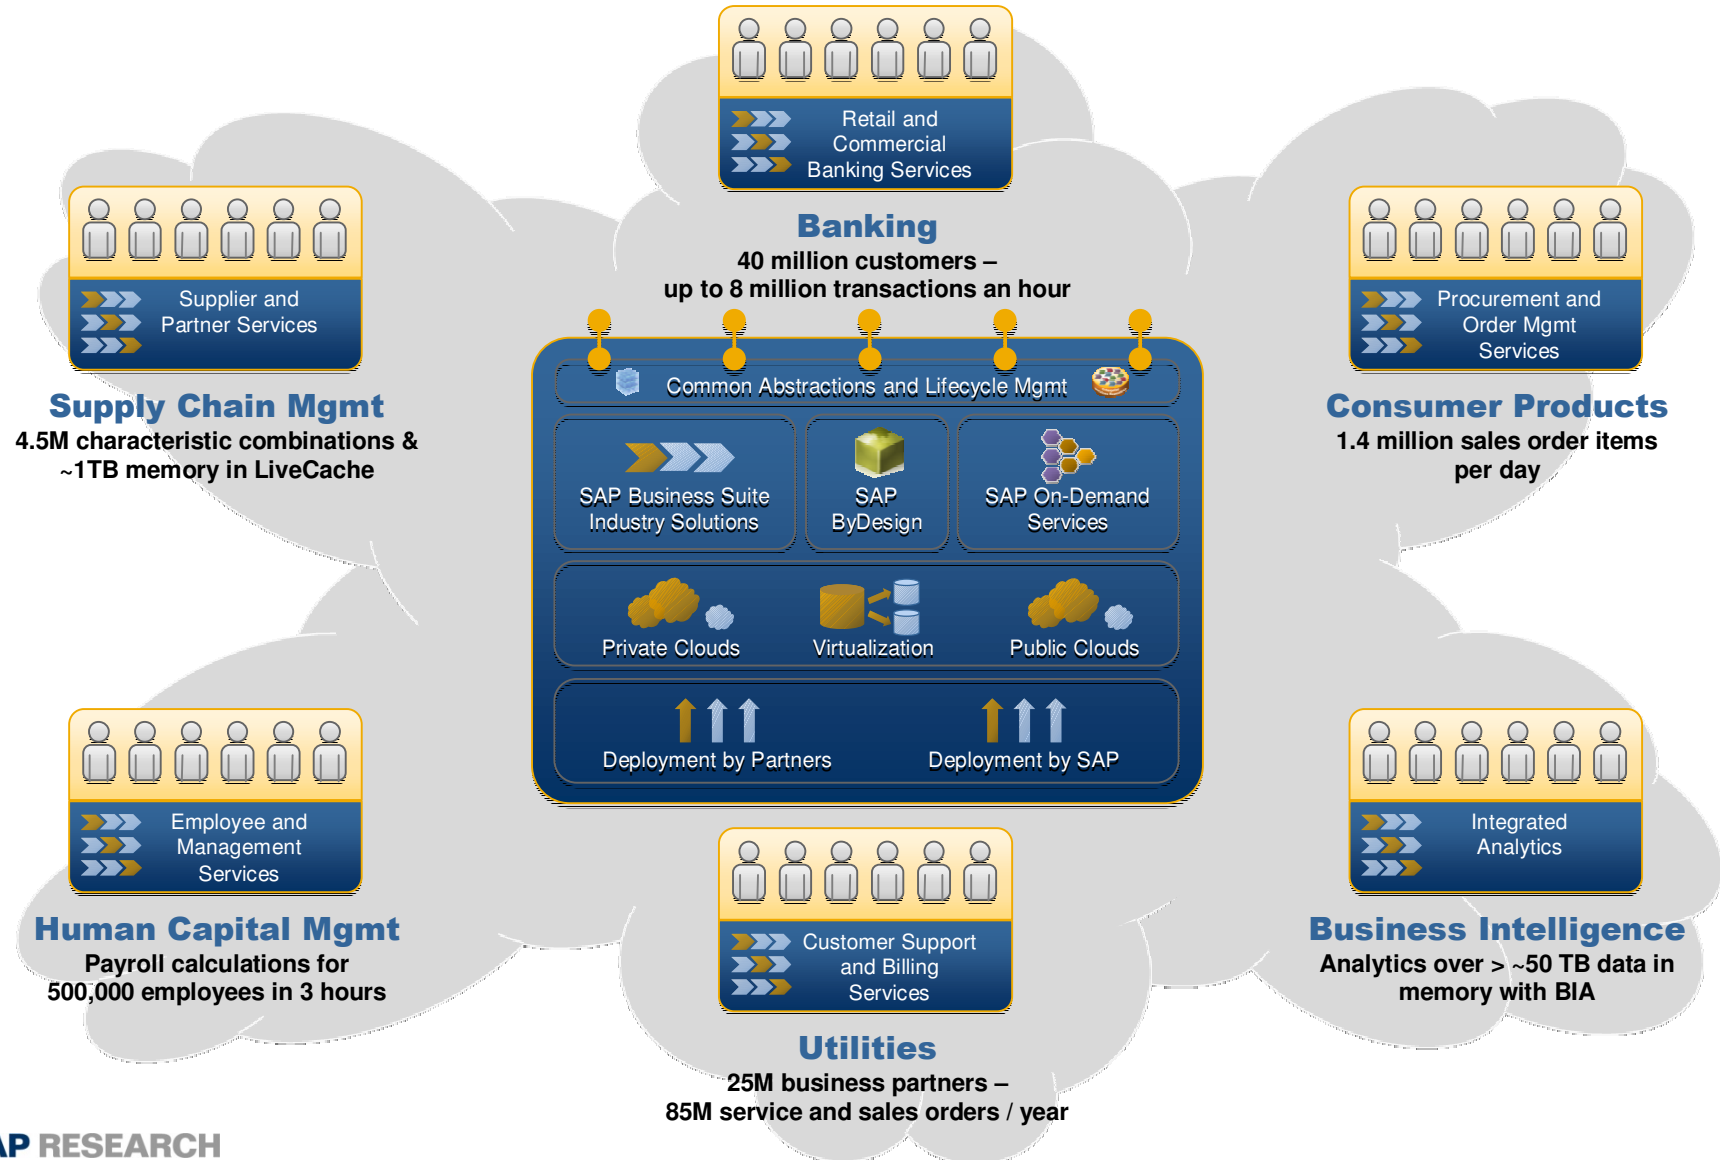 Retail and
Commercial
Banking Services
Banking
40 million customers –
up to 8 million transactions an hour
Supplier and
Partner Services
Supply Chain Mgmt
4.5M characteristic combinations &
~1TB memory in LiveCache
Procurement and
Order Mgmt
Services
Consumer Products
1.4 million sales order items
per day
Common Abstractions and Lifecycle Mgmt
SAP Business Suite
Industry Solutions
SAP
ByDesign
SAP On-Demand
Services
Private Clouds
Virtualization
Public Clouds
Deployment by Partners
Deployment by SAP
Employee and
Management
Services
Human Capital Mgmt
Payroll calculations for
500,000 employees in 3 hours
Customer Support
and Billing
Services
Utilities
25M business partners –
85M service and sales orders / year
Integrated
Analytics
Business Intelligence
Analytics over > ~50 TB data in
memory with BIA
AP RESEARCH